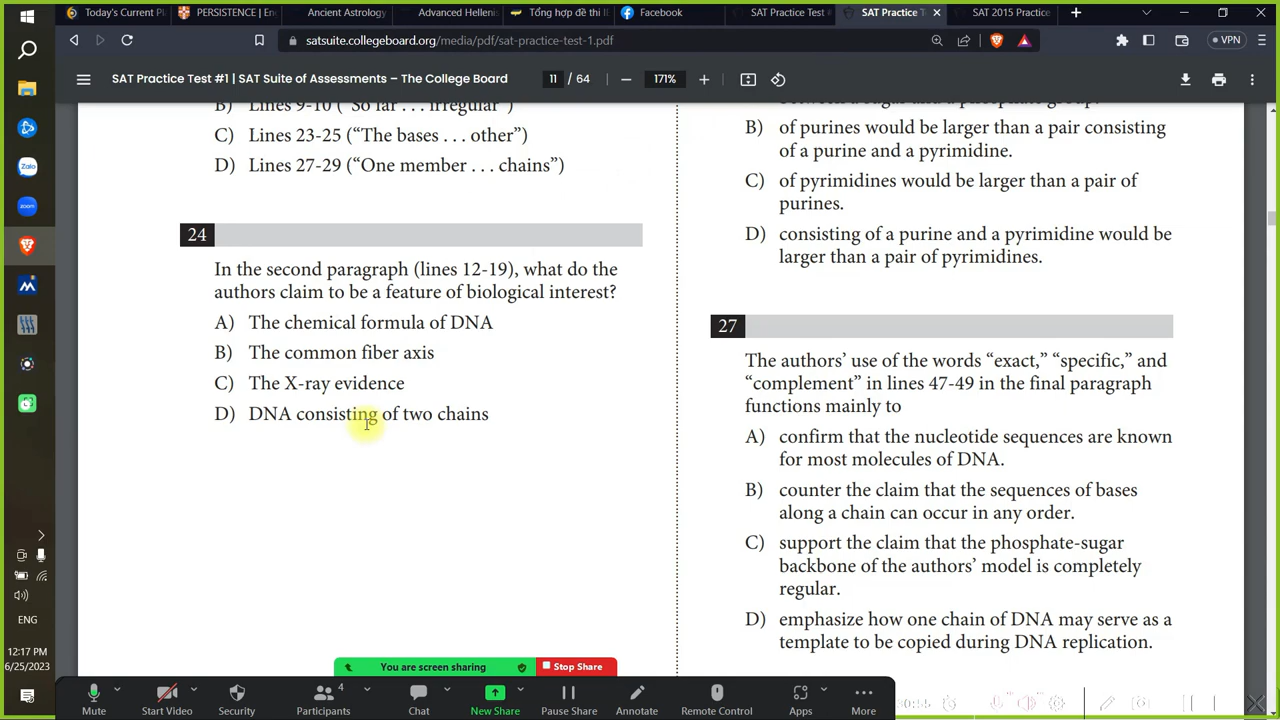 Today's Current Pl
PERSISTENCE | En
Ancient Astrology
Advanced Hellenis
Tổng hợp đề thi IE
Facebook
SAT Practice Test #
SAT Practice T
SAT 2015 Practice
satsuite.collegeboard.org/media/pdf/sat-practice-test-1.pdf
VPN
SAT Practice Test #1 | SAT Suite of Assessments – The College Board
11 / 64
171%
B) Lines 9-10 ("So far . . . irregular")
C) Lines 23-25 ("The bases . . . other")
D) Lines 27-29 ("One member . . . chains")
24
In the second paragraph (lines 12-19), what do the
authors claim to be a feature of biological interest?
A) The chemical formula of DNA
B) The common fiber axis
C) The X-ray evidence
D) DNA consisting of two chains
between a sugar and a phosphate group.
B) of purines would be larger than a pair consisting
of a purine and a pyrimidine.
C) of pyrimidines would be larger than a pair of
purines.
D) consisting of a purine and a pyrimidine would be
larger than a pair of pyrimidines.
27
The authors' use of the words "exact," "specific," and
"complement" in lines 47-49 in the final paragraph
functions mainly to
A) confirm that the nucleotide sequences are known
for most molecules of DNA.
B) counter the claim that the sequences of bases
along a chain can occur in any order.
C) support the claim that the phosphate-sugar
backbone of the authors' model is completely
regular.
D) emphasize how one chain of DNA may serve as a
template to be copied during DNA replication.
Zalo
zoom
ENG
12:17 PM
6/25/2023
You are screen sharing
Stop Share
Mute
Start Video
Security
4
Participants
Chat
New Share
Pause Share
Annotate
Remote Control
Apps
More
30:55